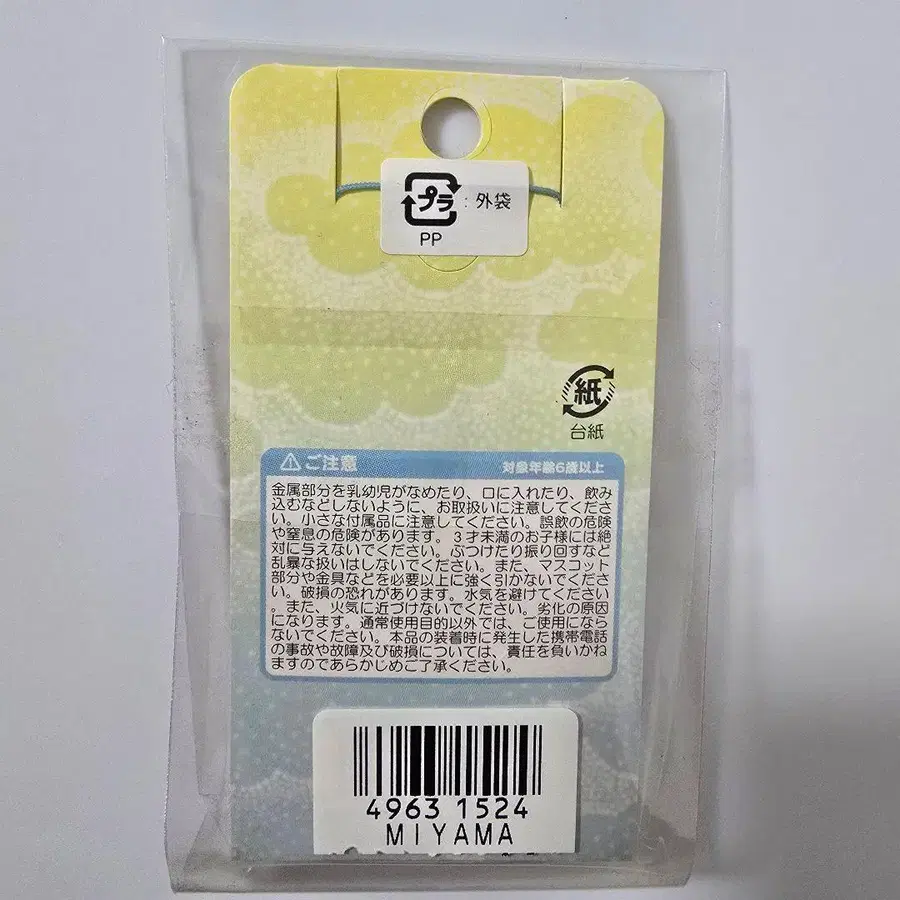 プラ : 外袋
PP
紙
台紙
ご注意 対象年齢6歳以上
金属部分を乳幼児がなめたり、口に入れたり、飲み
込むなどしないように、お取扱いに注意してくださ
い。小さな付属品に注意してください。誤飲の危険
や窒息の危険があります。3才未満のお子様には絶
対に与えないでください。ぶつけたり振り回すなど
乱暴な扱いはしないでください。また、マスコット
部分や金具などを必要以上に強く引かないでくださ
い。破損の恐れがあります。水気を避けてください
。また、火気に近づけないでください。劣化の原因
になります。通常使用目的以外では、ご使用になら
ないでください。本品の装着時に発生した携帯電話
の事故や故障及び破損については、責任を負いかね
ますのであらかじめご了承ください。
4963 1524
MIYAMA